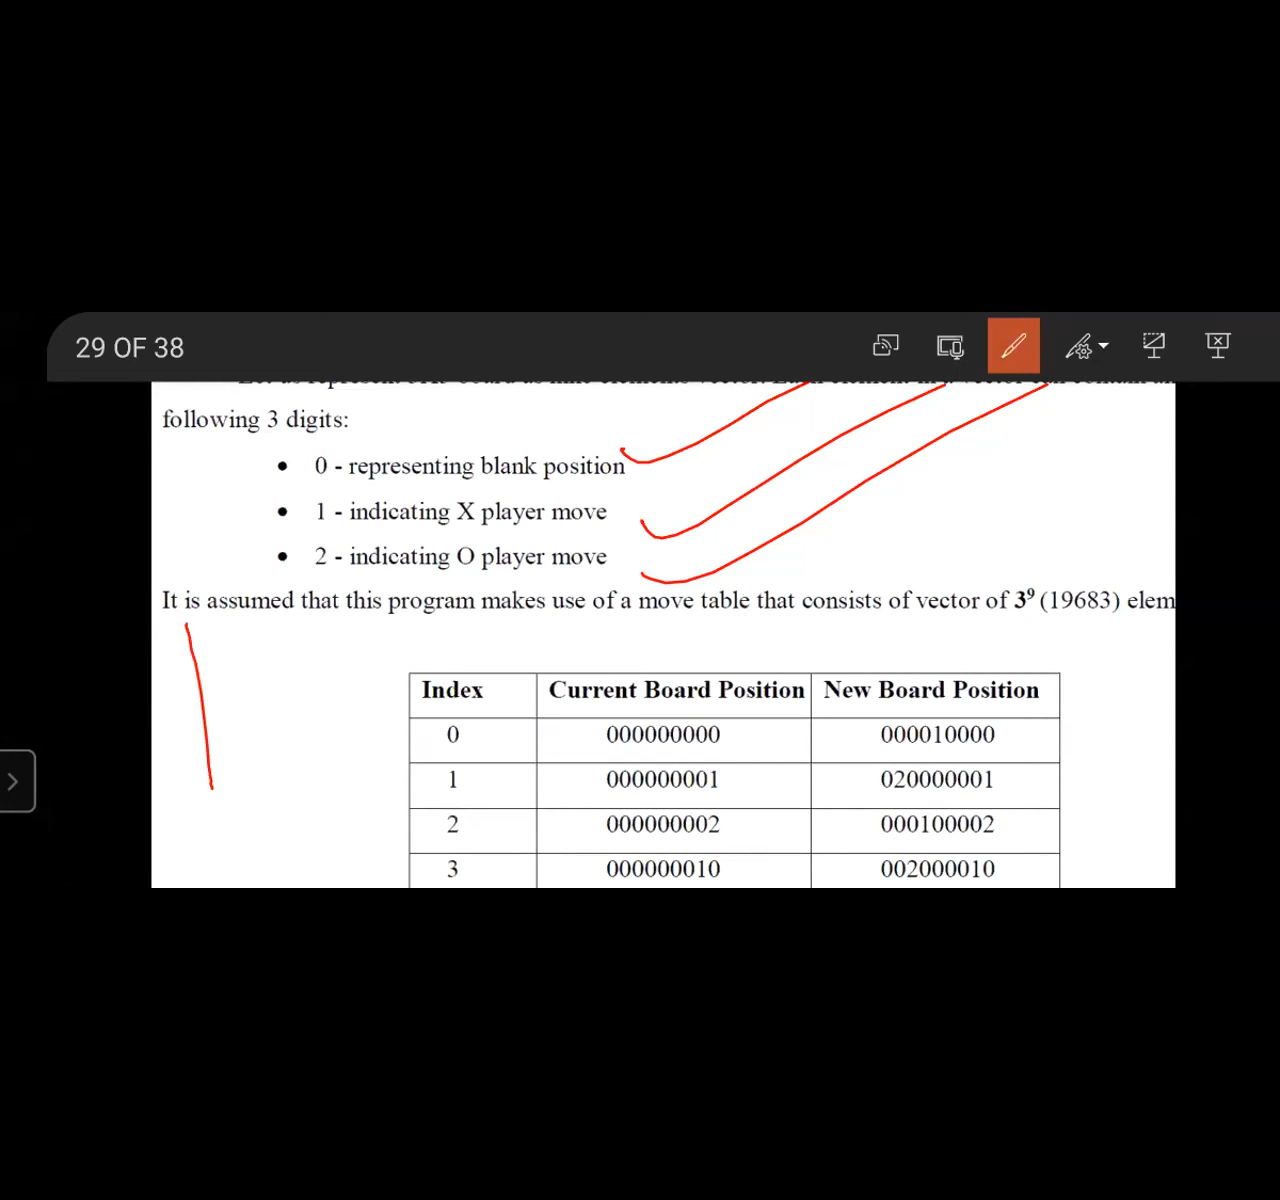 29 OF 38
following 3 digits:
• 0 - representing blank position
• 1 - indicating X player move
• 2 - indicating O player move
It is assumed that this program makes use of a move table that consists of vector of 3⁹ (19683) elem
Index Current Board Position New Board Position
0 000000000 000010000
1 000000001 020000001
2 000000002 000100002
3 000000010 002000010